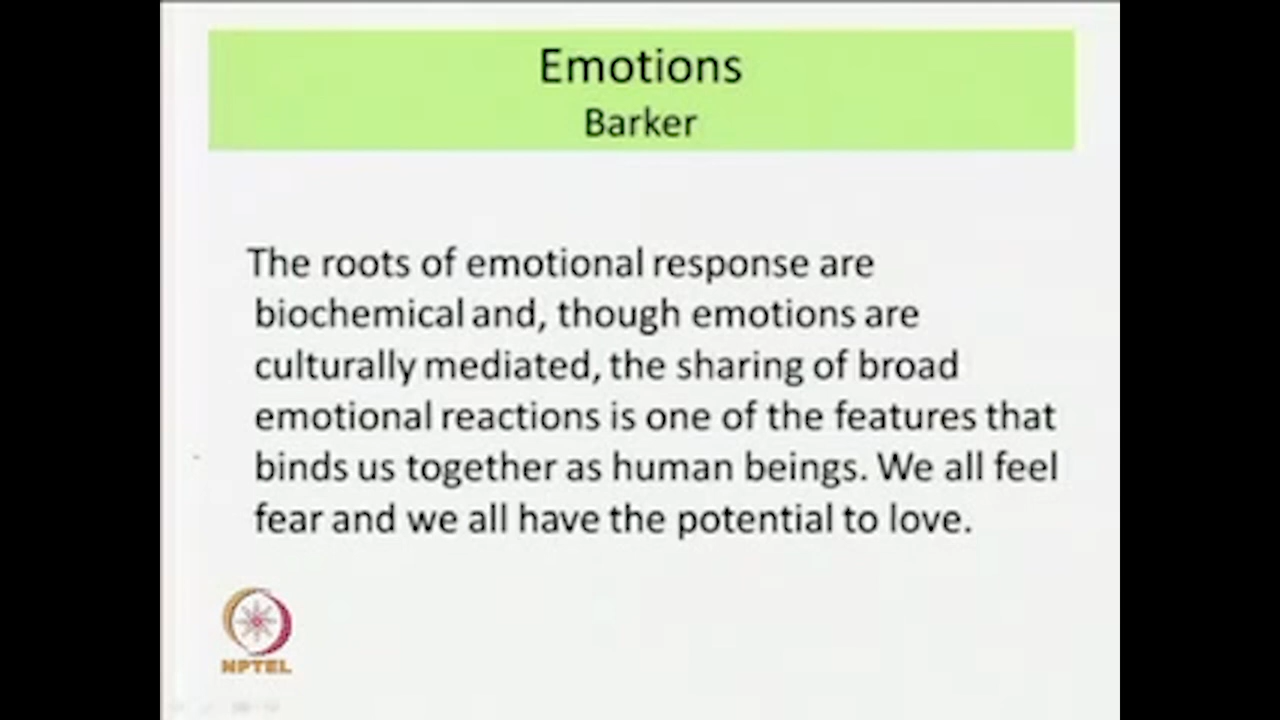 Emotions
Barker
The roots of emotional response are
biochemical and, though emotions are
culturally mediated, the sharing of broad
emotional reactions is one of the features that
binds us together as human beings. We all feel
fear and we all have the potential to love.
NPTEL